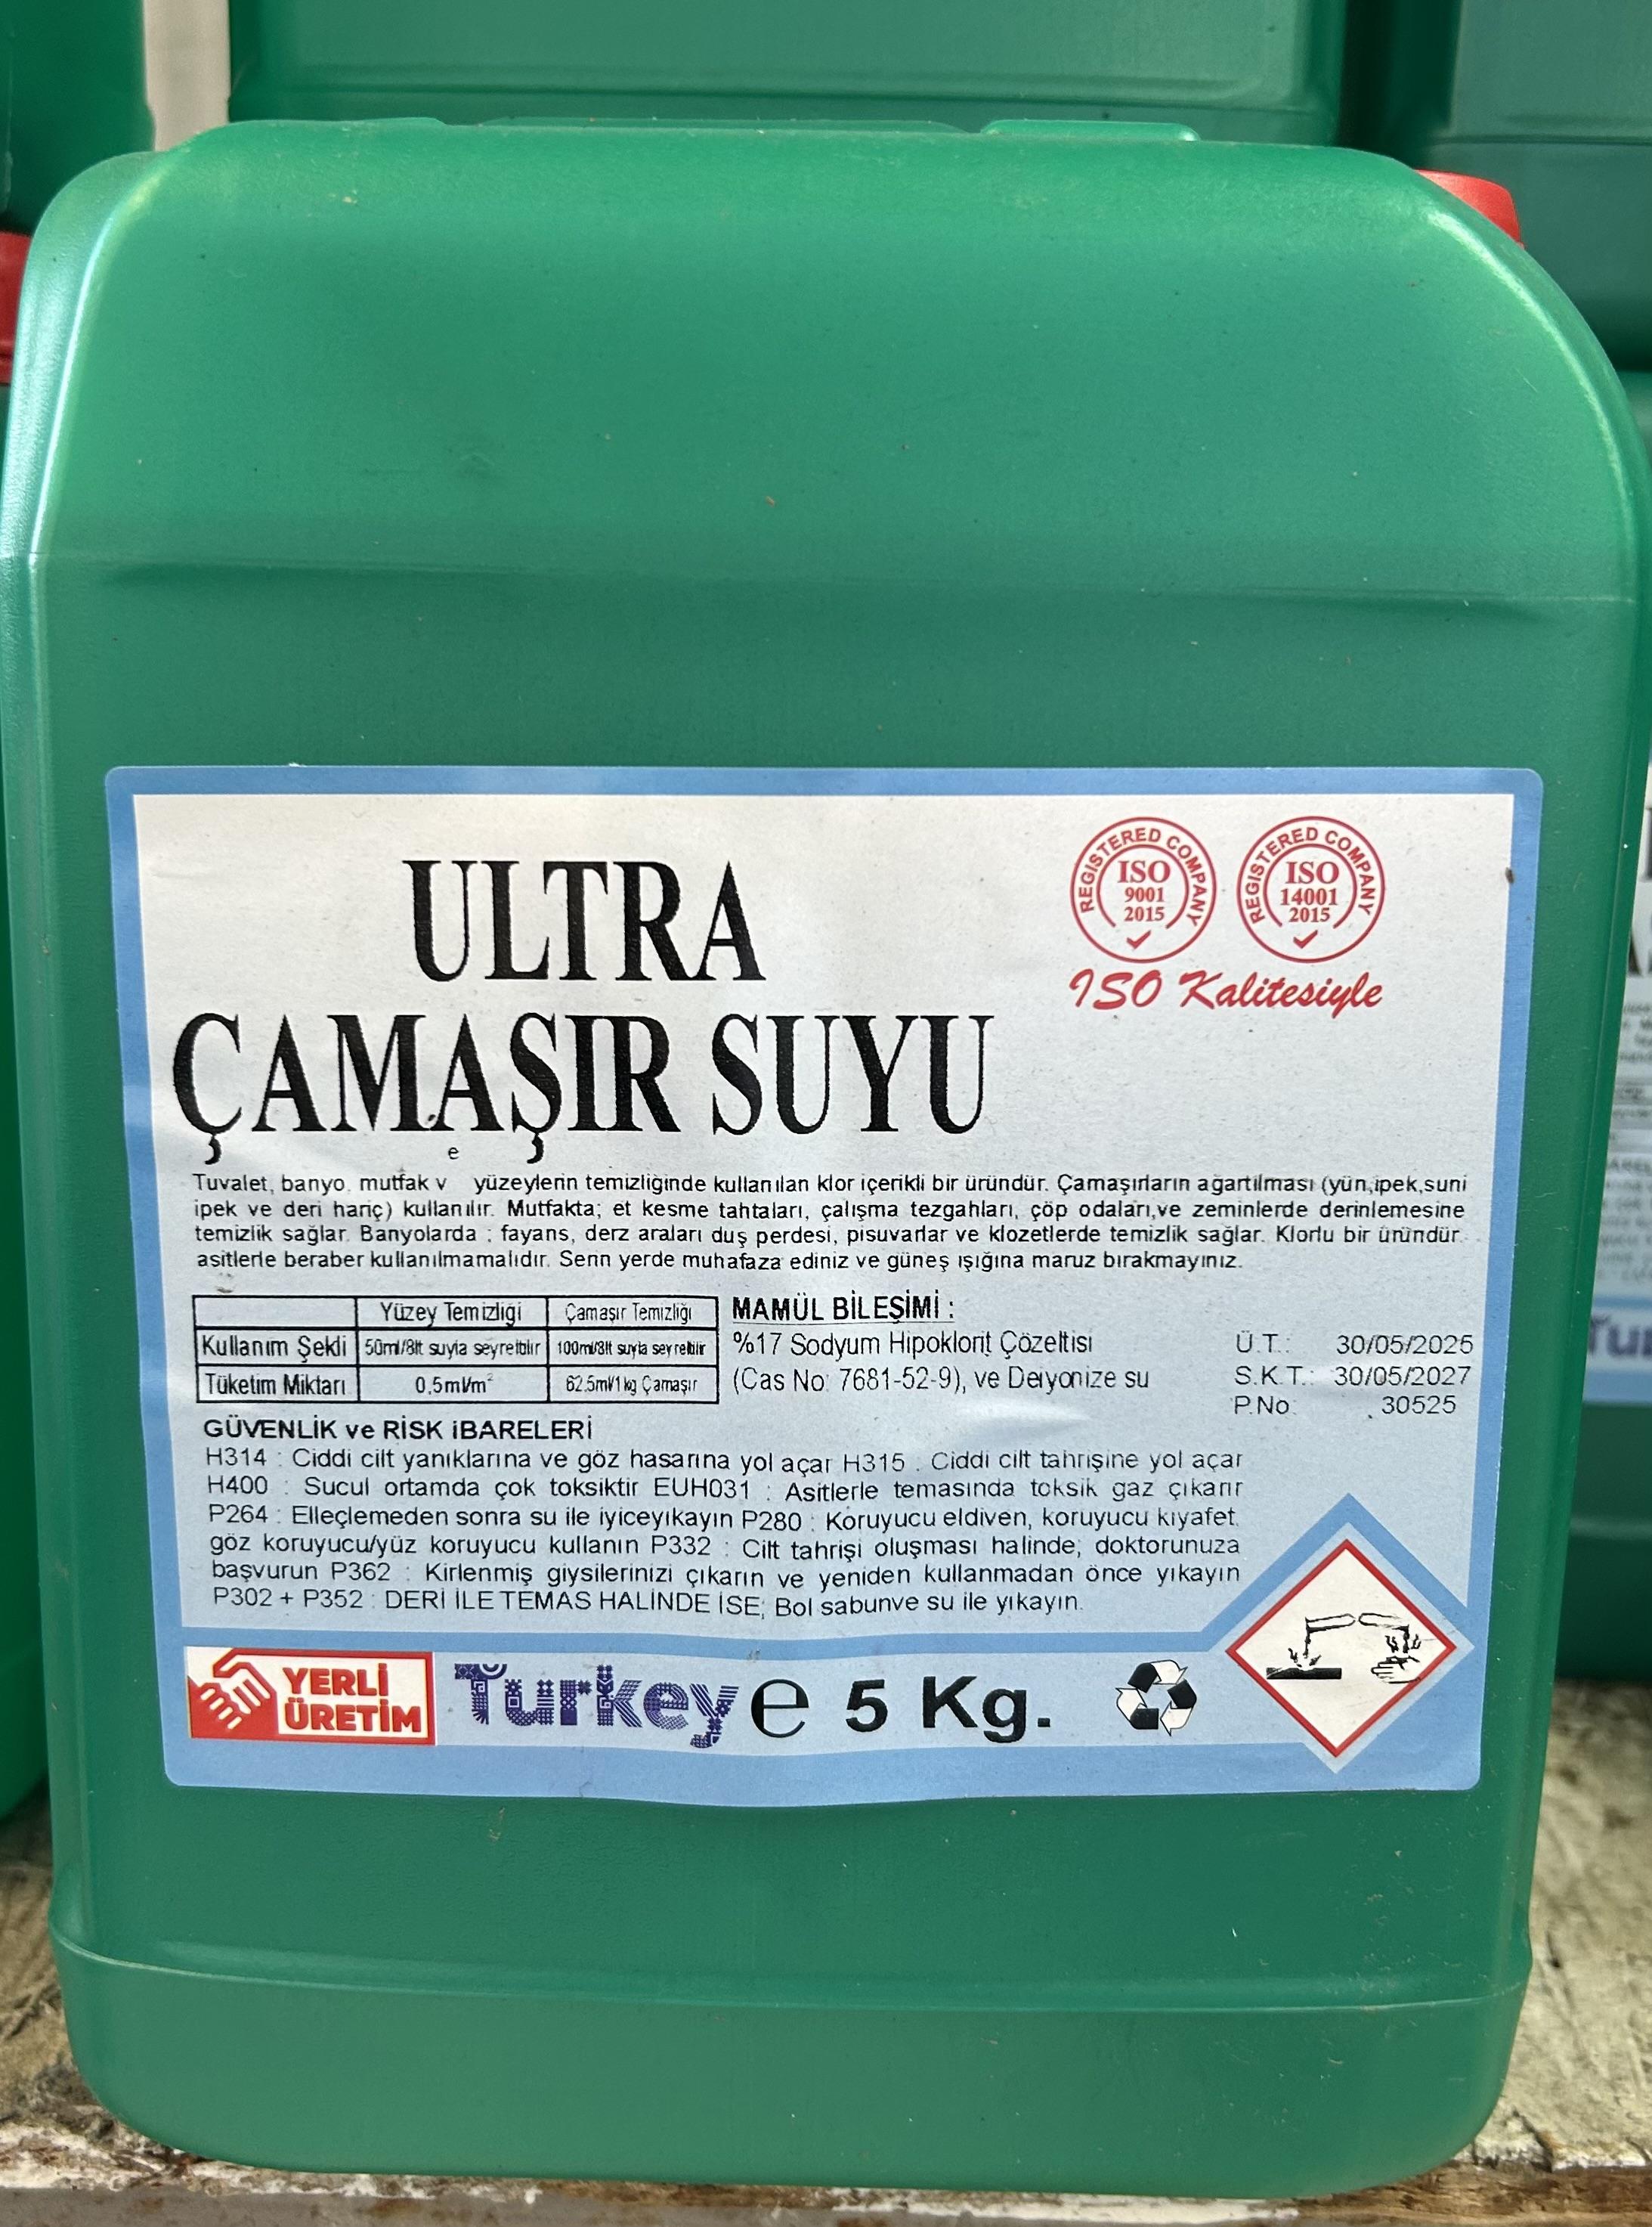 ULTRA
ÇAMAŞIR SUYU
REGISTERED COMPANY
ISO
9001
2015
REGISTERED COMPANY
ISO
14001
2015
ISO Kalitesiyle
e
Tuvalet, banyo, mutfak v yüzeylerin temizliğinde kullanılan klor içerikli bir üründür. Çamaşırların ağartılması (yün,ipek,suni
ipek ve deri hariç) kullanılır. Mutfakta; et kesme tahtaları, çalışma tezgahları, çöp odaları,ve zeminlerde derinlemesine
temizlik sağlar. Banyolarda ; fayans, derz araları duş perdesi, pisuvarlar ve klozetlerde temizlik sağlar. Klorlu bir üründür.
asitlerle beraber kullanılmamalıdır. Serin yerde muhafaza ediniz ve güneş ışığına maruz bırakmayınız.
Yüzey Temizligi Çamaşır Temizliği
Kullanım Şekli 50ml/8lt suyla seyreltilir 100ml/8lt suyla seyreltilir
Tüketim Miktarı 0,5ml/m² 62.5ml/1 kg Çamaşır
MAMÜL BİLEŞİMİ :
%17 Sodyum Hipoklorit Çözeltisi
(Cas No: 7681-52-9), ve Deiyonize su
Ü.T.: 30/05/2025
S.K.T.: 30/05/2027
P.No: 30525
GÜVENLİK ve RİSK iBARELERİ
H314 : Ciddi cilt yanıklarına ve göz hasarına yol açar H315 : Ciddi cilt tahrişine yol açar
H400 : Sucul ortamda çok toksiktir EUH031 : Asitlerle temasında toksik gaz çıkarır
P264 : Elleçlemeden sonra su ile iyiceyıkayın P280 : Koruyucu eldiven, koruyucu kıyafet,
göz koruyucu/yüz koruyucu kullanın P332 : Cilt tahrişi oluşması halinde; doktorunuza
başvurun P362 : Kirlenmiş giysilerinizi çıkarın ve yeniden kullanmadan önce yıkayın
P302 + P352 : DERİ İLE TEMAS HALİNDE İSE; Bol sabunve su ile yıkayın.
YERLİ
ÜRETİM
Turkey e 5 Kg.